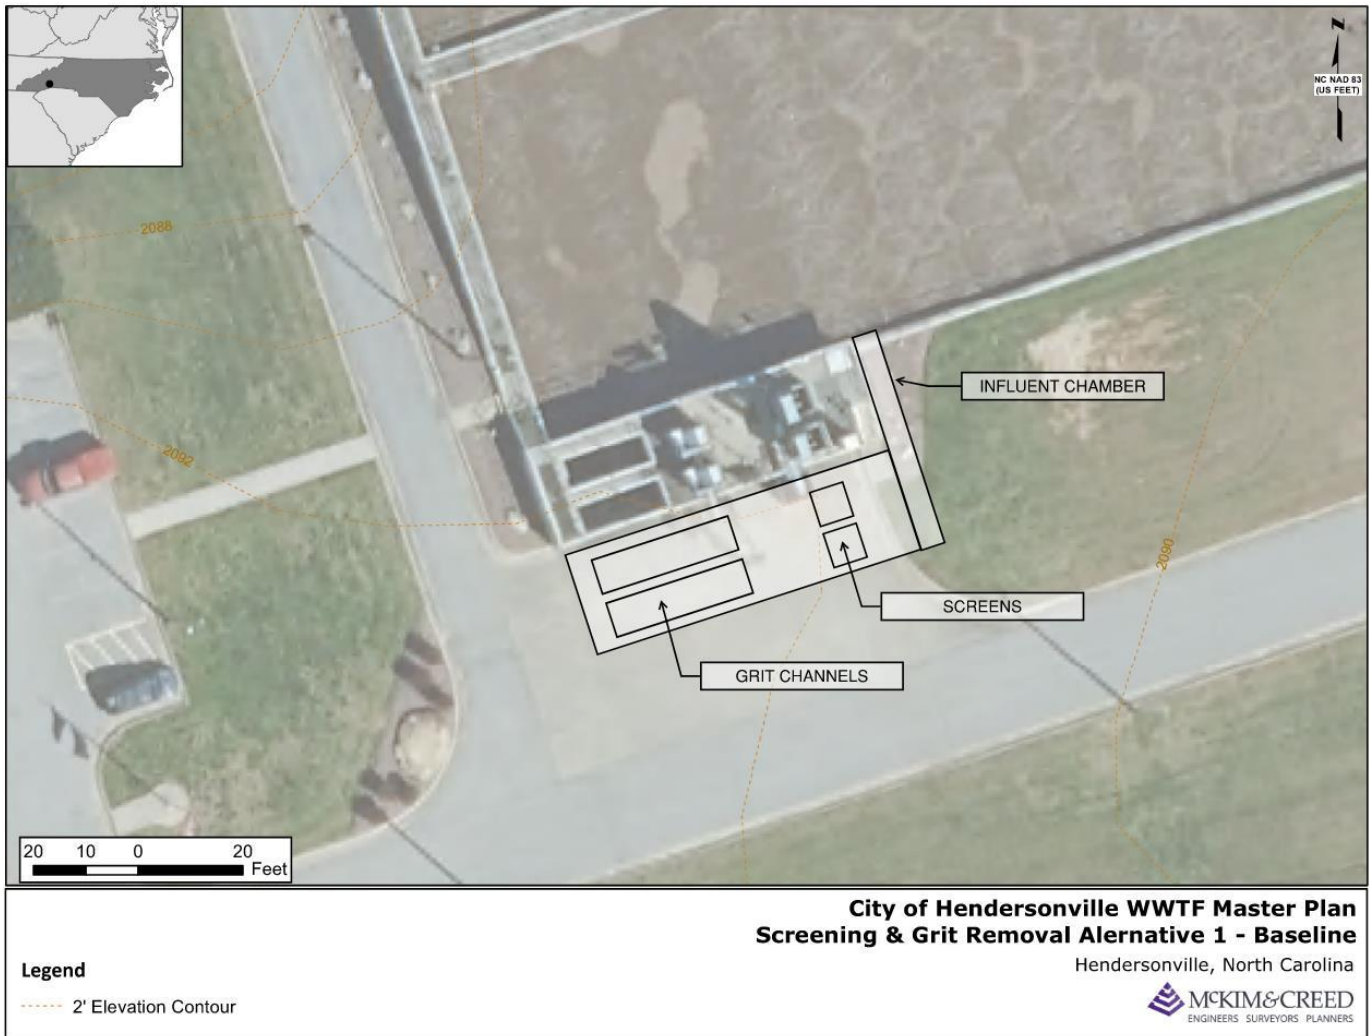 Z
NC NAD 83
(US FEET)
2088
INFLUENT CHAMBER
2092
2090
SCREENS
GRIT CHANNELS
20 10 0 20
Feet
City of Hendersonville WWTF Master Plan
Screening & Grit Removal Alernative 1 - Baseline
Hendersonville, North Carolina
Legend
2' Elevation Contour
McKIM&CREED
ENGINEERS SURVEYORS PLANNERS